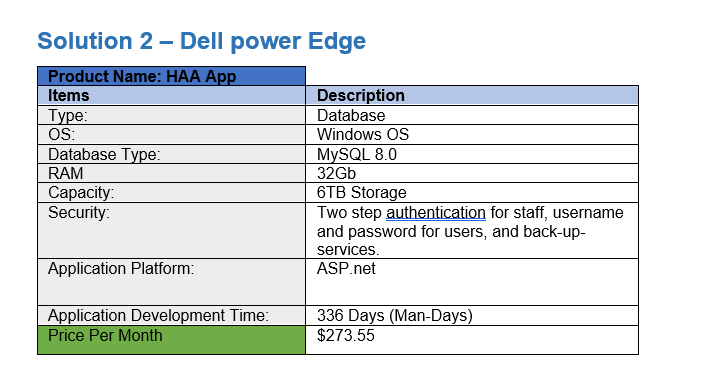 Solution 2 – Dell power Edge
Product Name: HAA App
Items Description
Type: Database
OS: Windows OS
Database Type: MySQL 8.0
RAM 32Gb
Capacity: 6TB Storage
Security: Two step authentication for staff, username
and password for users, and back-up-
services.
Application Platform: ASP.net
Application Development Time: 336 Days (Man-Days)
Price Per Month $273.55